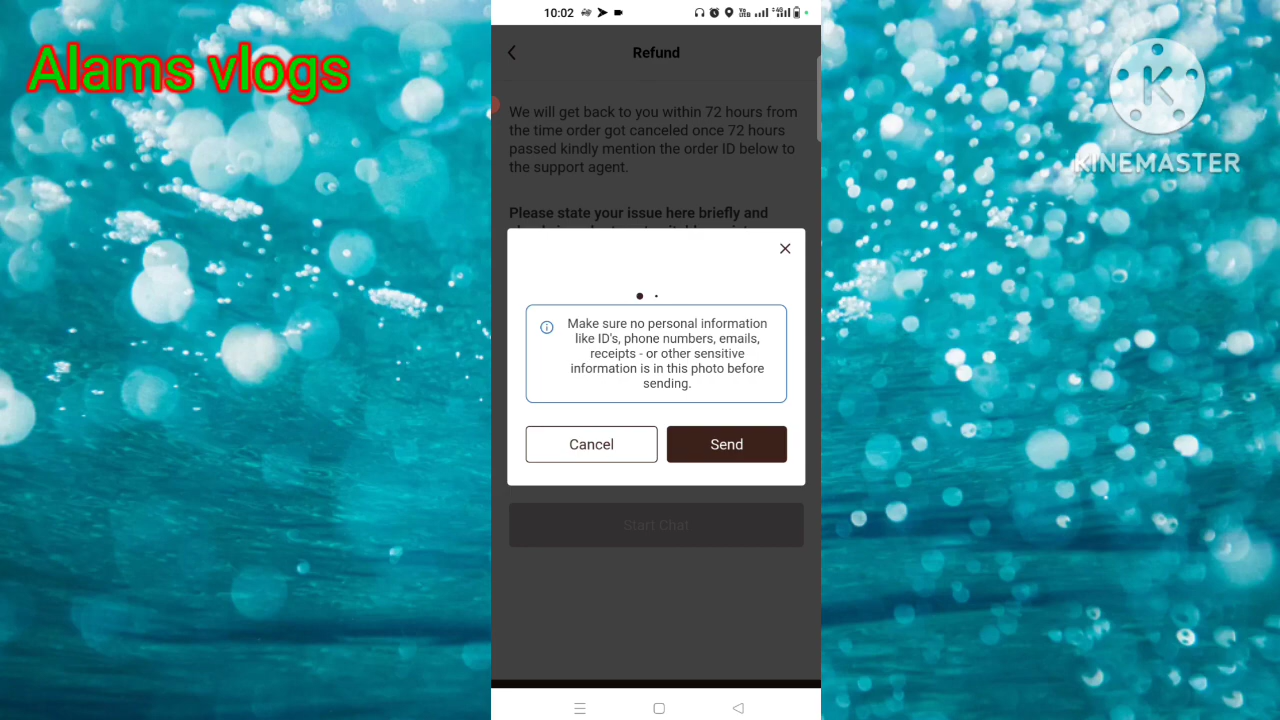 Alams vlogs
10:02
Refund
We will get back to you within 72 hours from
the time order got canceled once 72 hours
passed kindly mention the order ID below to
the support agent.
Please state your issue here briefly and
Make sure no personal information
like ID's, phone numbers, emails,
receipts - or other sensitive
information is in this photo before
sending.
Cancel
Send
Start Chat
K
KINEMASTER